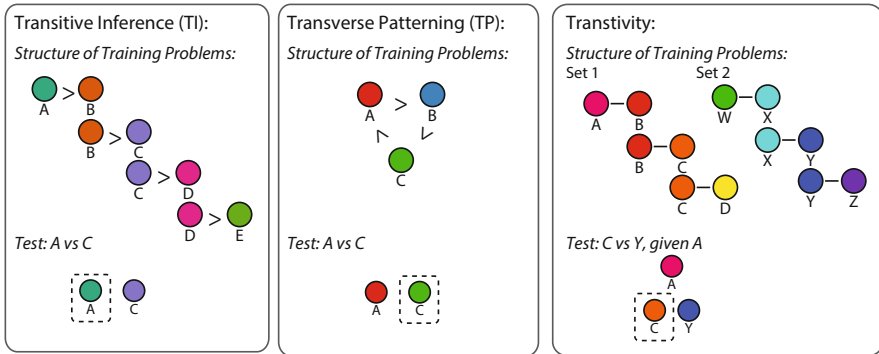 Transitive Inference (TI):
Structure of Training Problems:
A > B
B > C
C > D
D > E
Test: A vs C
A C
Transverse Patterning (TP):
Structure of Training Problems:
A > B
> >
C
Test: A vs C
A C
Transtivity:
Structure of Training Problems:
Set 1 Set 2
A – B
B – C
C – D
W – X
X – Y
Y – Z
Test: C vs Y, given A
A
C Y